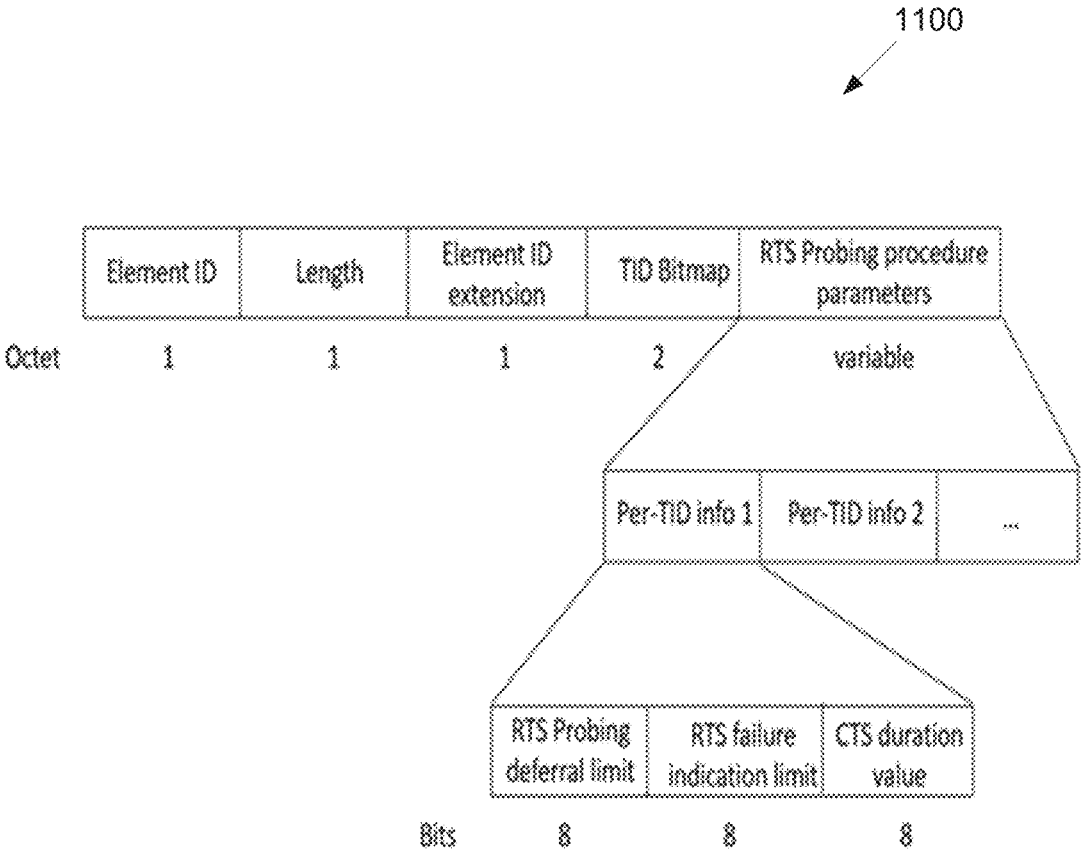 1100
Element ID Length Element ID extension TID Bitmap RTS Probing procedure parameters
Octet 1 1 1 2 variable
Per-TID info 1 Per-TID info 2 ...
RTS Probing deferral limit RTS failure indication limit CTS duration value
Bits 8 8 8